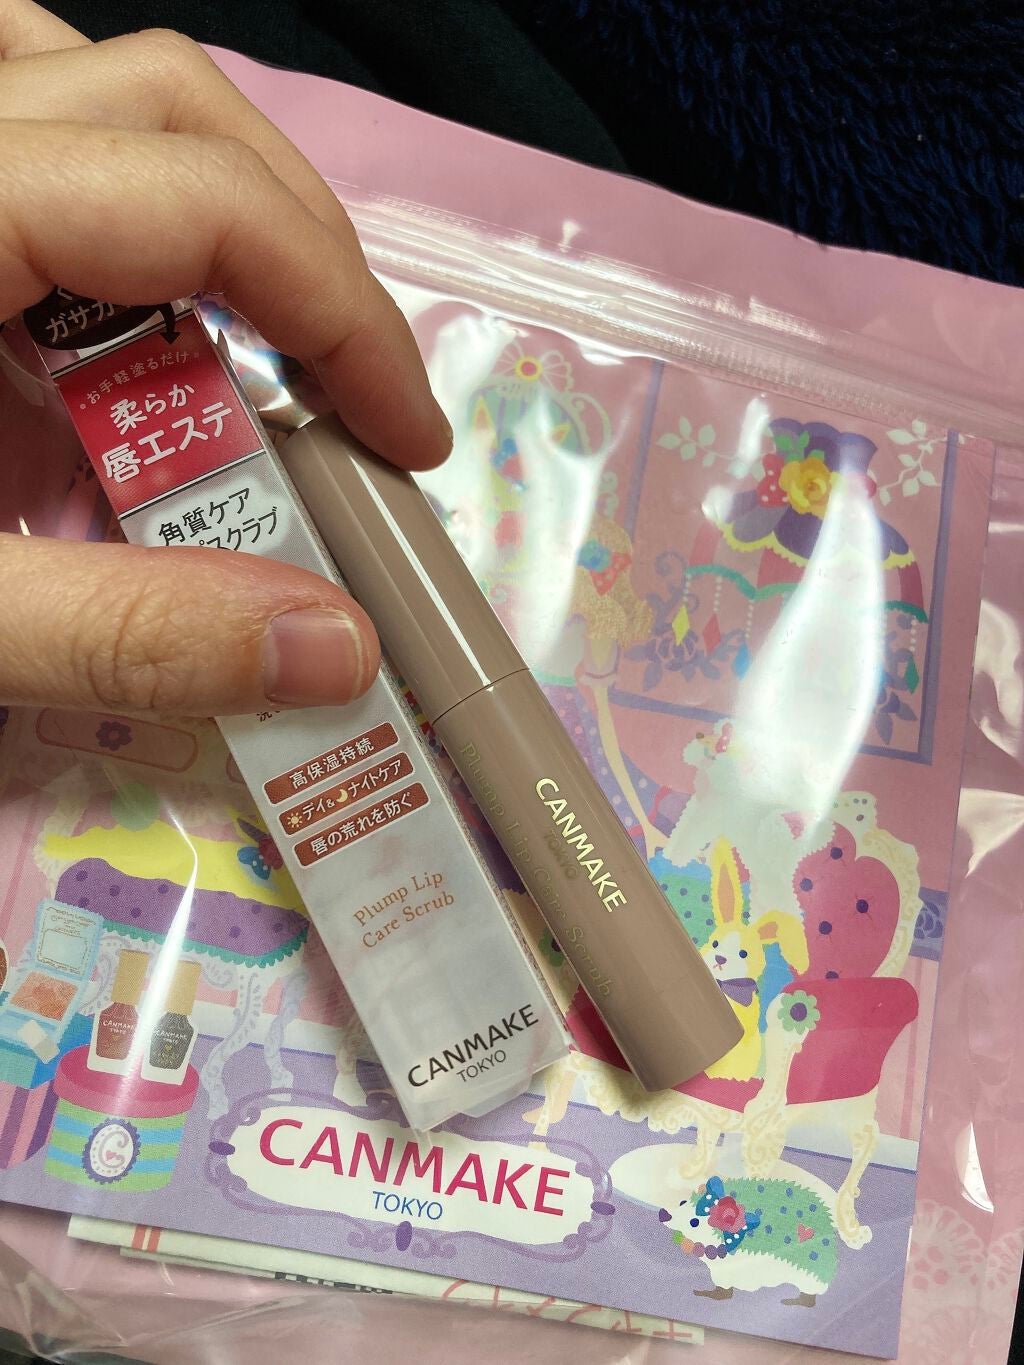 ガサガ
お手軽塗るだけ
柔らか
唇エステ
角質ケア
プスクラブ
高保湿持続
デイ&ナイトケア
唇の荒れを防ぐ
Plump Lip
Care Scrub
CANMAKE
TOKYO
CANMAKE
TOKYO
Plump Lip Care Scrub
CANMAKE
TOKYO
CANMAKE
CANMAKE